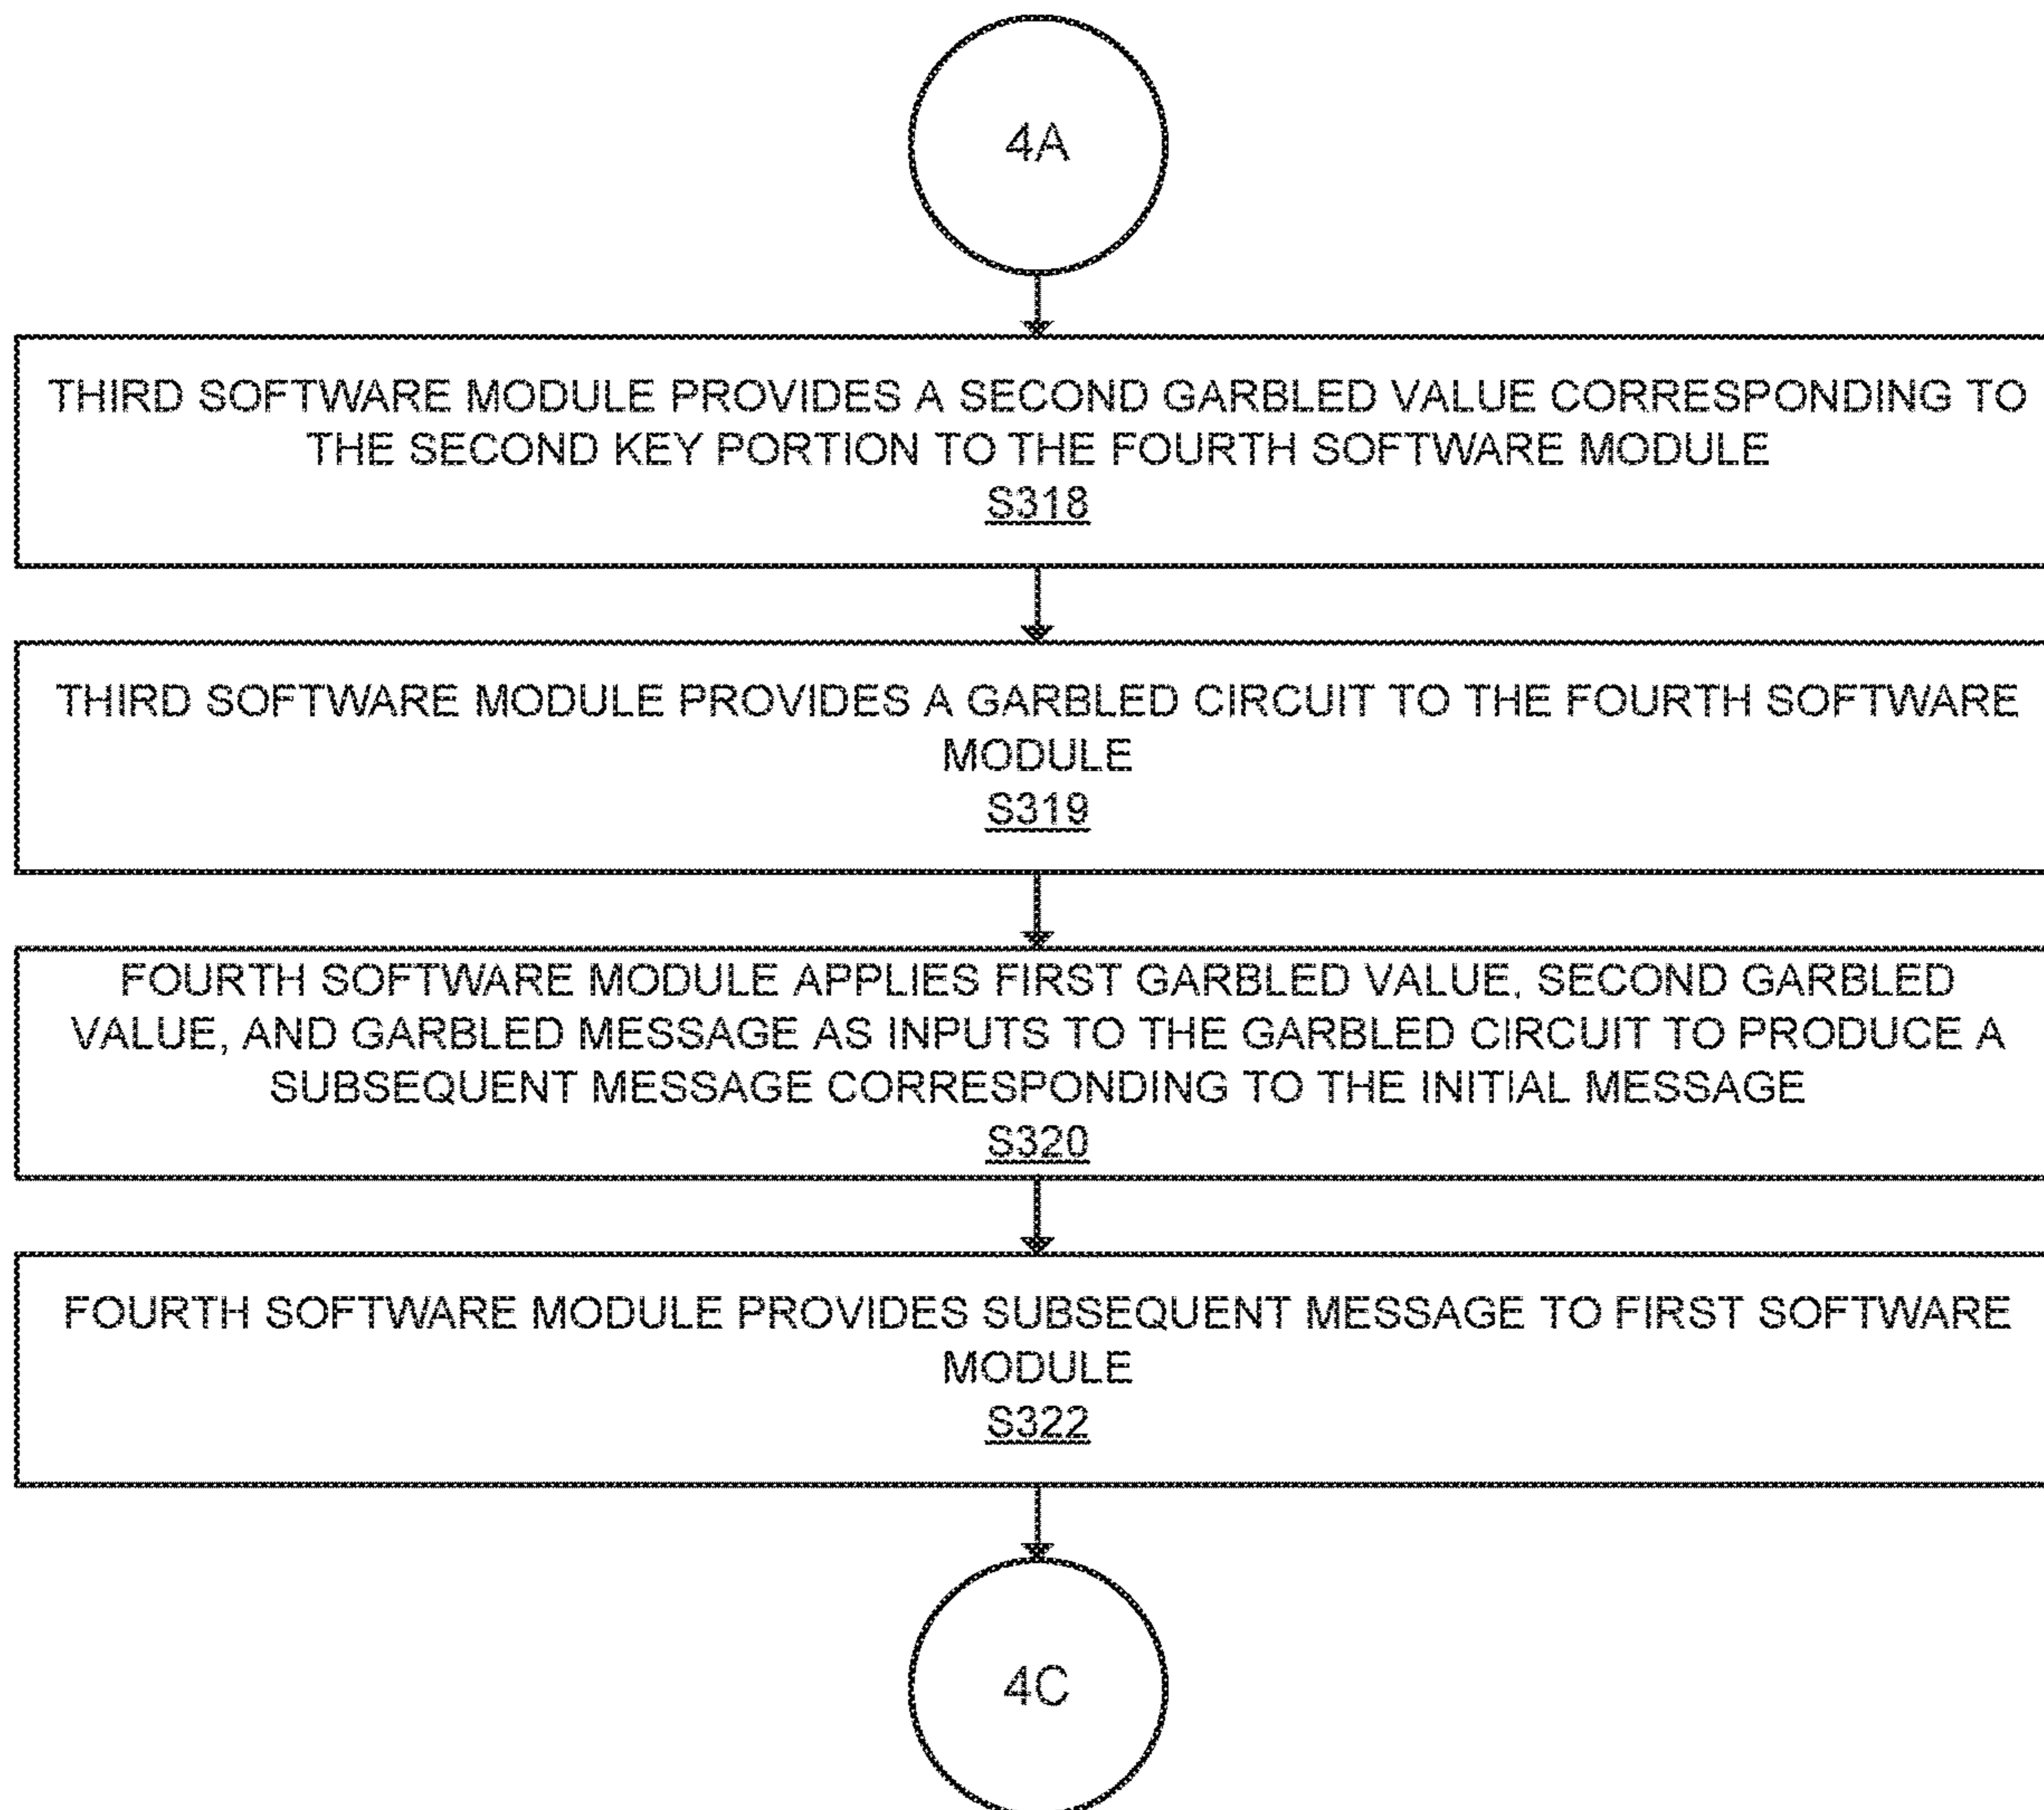 4A
THIRD SOFTWARE MODULE PROVIDES A SECOND GARBLED VALUE CORRESPONDING TO
THE SECOND KEY PORTION TO THE FOURTH SOFTWARE MODULE
S318
THIRD SOFTWARE MODULE PROVIDES A GARBLED CIRCUIT TO THE FOURTH SOFTWARE
MODULE
S319
FOURTH SOFTWARE MODULE APPLIES FIRST GARBLED VALUE, SECOND GARBLED
VALUE, AND GARBLED MESSAGE AS INPUTS TO THE GARBLED CIRCUIT TO PRODUCE A
SUBSEQUENT MESSAGE CORRESPONDING TO THE INITIAL MESSAGE
S320
FOURTH SOFTWARE MODULE PROVIDES SUBSEQUENT MESSAGE TO FIRST SOFTWARE
MODULE
S322
4C